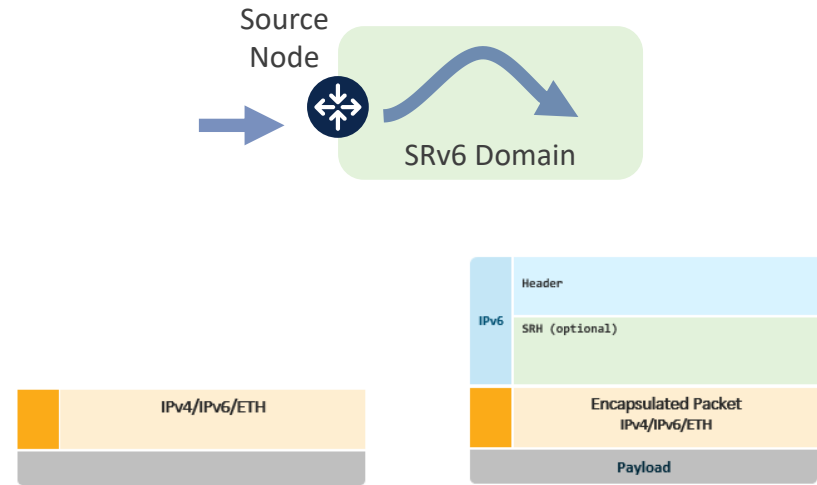 Source
Node
SRv6 Domain
Header
IPv6
SRH (optional)
IPv4/IPv6/ETH
Encapsulated Packet
IPv4/IPv6/ETH
Payload